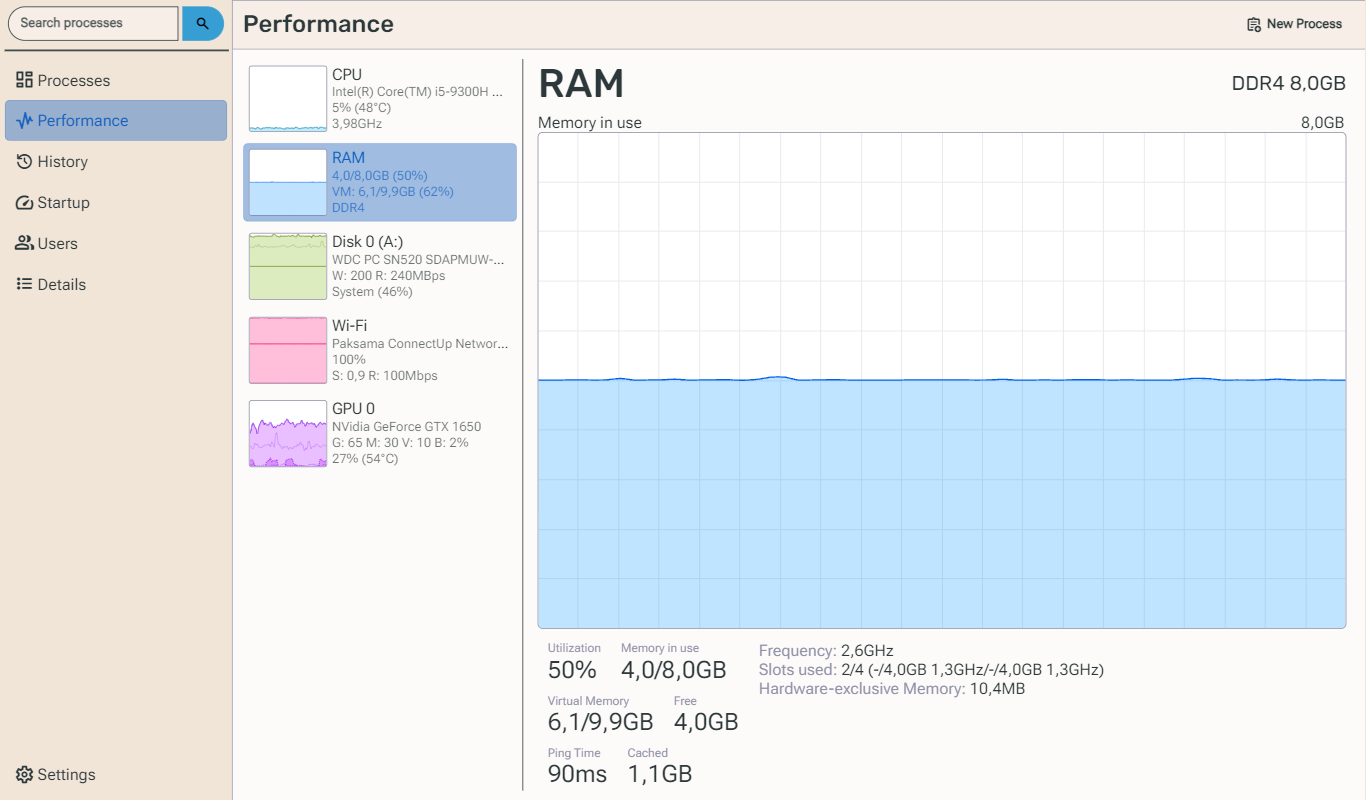 Search processes
Processes
Performance
History
Startup
Users
Details
Settings
Performance
New Process
CPU
Intel(R) Core(TM) i5-9300H ...
5% (48°C)
3,98GHz
RAM
4,0/8,0GB (50%)
VM: 6,1/9,9GB (62%)
DDR4
Disk 0 (A:)
WDC PC SN520 SDAPMUW-...
W: 200 R: 240MBps
System (46%)
Wi-Fi
Paksama ConnectUp Networ...
100%
S: 0,9 R: 100Mbps
GPU 0
NVidia GeForce GTX 1650
G: 65 M: 30 V: 10 B: 2%
27% (54°C)
RAM
DDR4 8,0GB
Memory in use
8,0GB
Utilization
50%
Memory in use
4,0/8,0GB
Virtual Memory
6,1/9,9GB
Free
4,0GB
Ping Time
90ms
Cached
1,1GB
Frequency: 2,6GHz
Slots used: 2/4 (-/4,0GB 1,3GHz/-/4,0GB 1,3GHz)
Hardware-exclusive Memory: 10,4MB